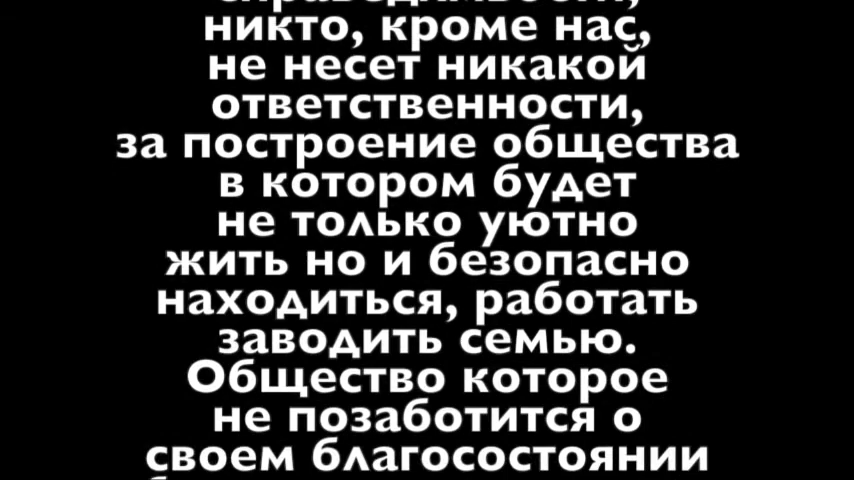 никто, кроме нас,
не несет никакой
ответственности,
за построение общества
в котором будет
не только уютно
жить но и безопасно
находиться, работать
заводить семью.
Общество которое
не позаботится о
своем благосостоянии